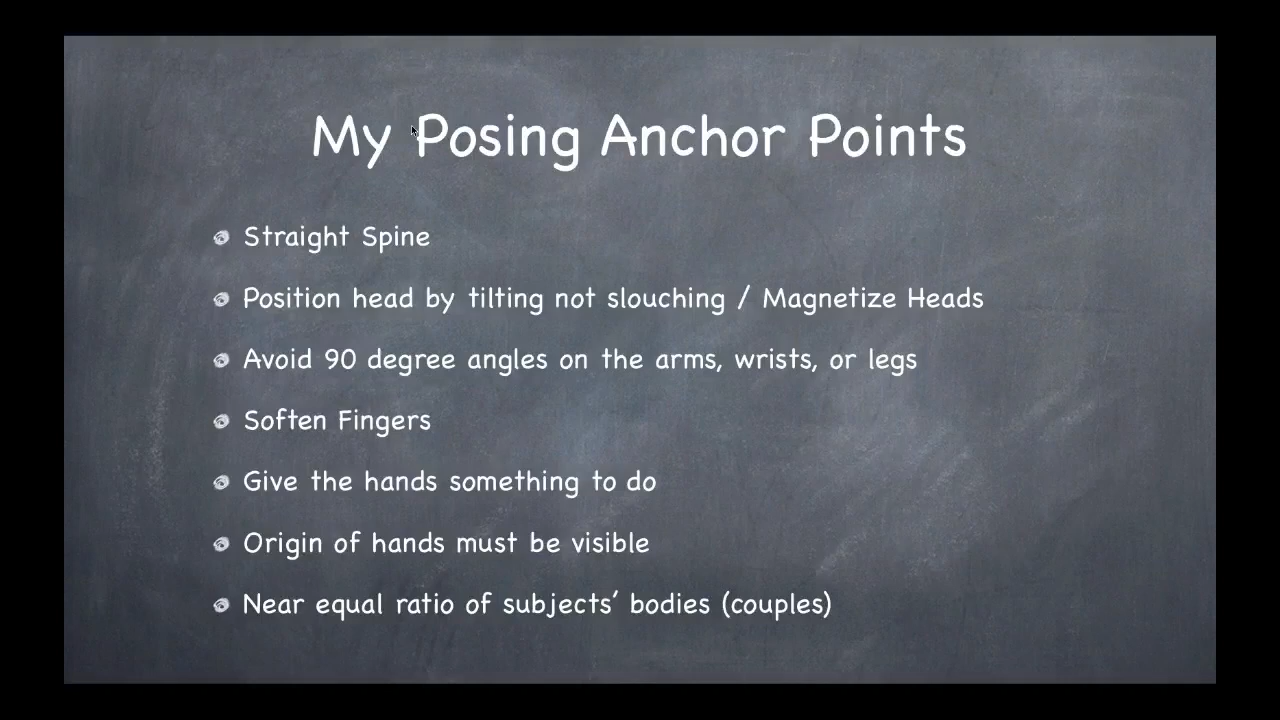 My Posing Anchor Points
Straight Spine
Position head by tilting not slouching / Magnetize Heads
Avoid 90 degree angles on the arms, wrists, or legs
Soften Fingers
Give the hands something to do
Origin of hands must be visible
Near equal ratio of subjects’ bodies (couples)